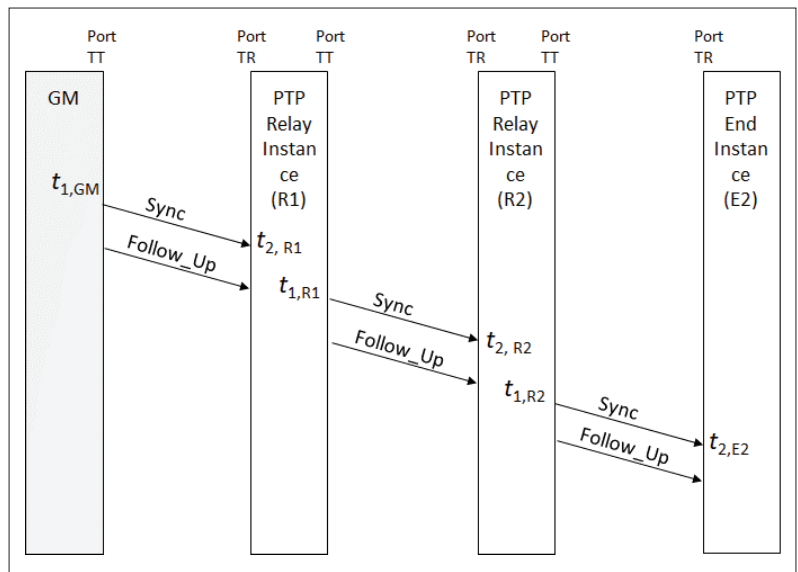 Port
TT
Port
TR
Port
TT
Port
TR
Port
TT
Port
TR
GM
PTP
Relay
Instan
ce
(R1)
PTP
Relay
Instan
ce
(R2)
PTP
End
Instan
ce
(E2)
t1,GM
Sync
t2, R1
Follow_Up
t1,R1
Sync
t2, R2
Follow_Up
t1,R2
Sync
t2,E2
Follow_Up